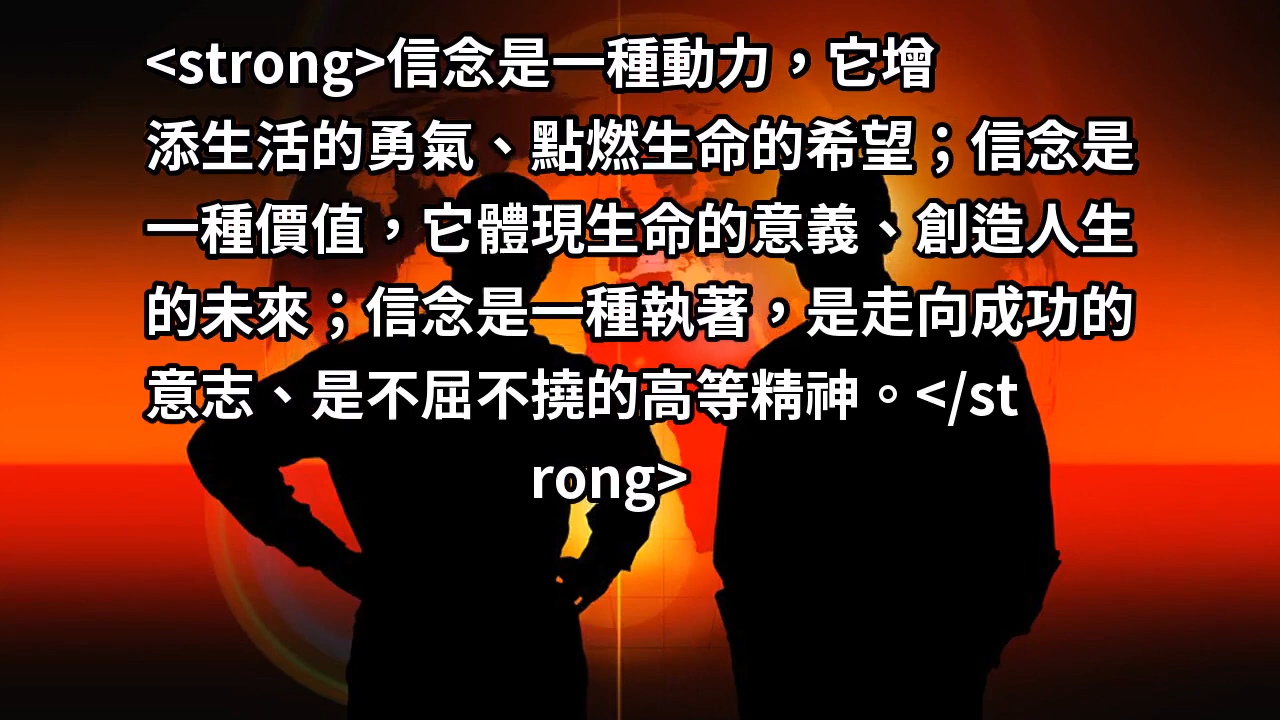 <strong>信念是一種動力，它增
添生活的勇氣、點燃生命的希望；信念是
一種價值，它體現生命的意義、創造人生
的未來；信念是一種執著，是走向成功的
意志、是不屈不撓的高等精神。</st
rong>